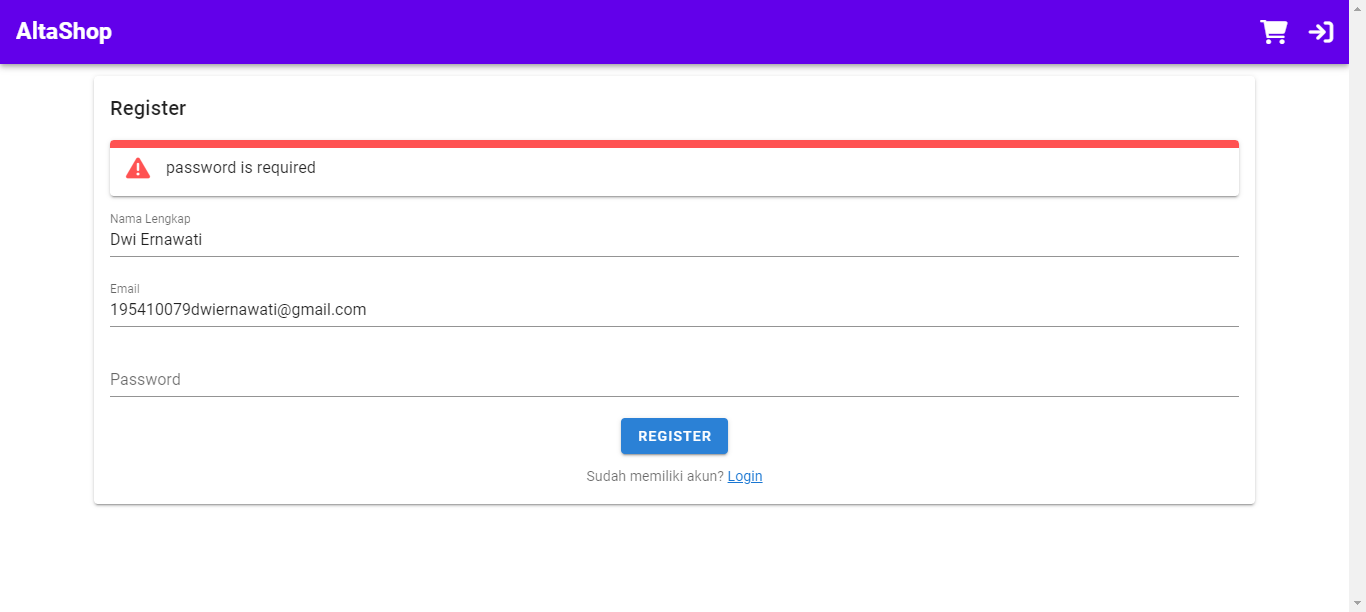 AltaShop
Register
password is required
Nama Lengkap
Dwi Ernawati
Email
195410079dwiernawati@gmail.com
Password
REGISTER
Sudah memiliki akun? Login